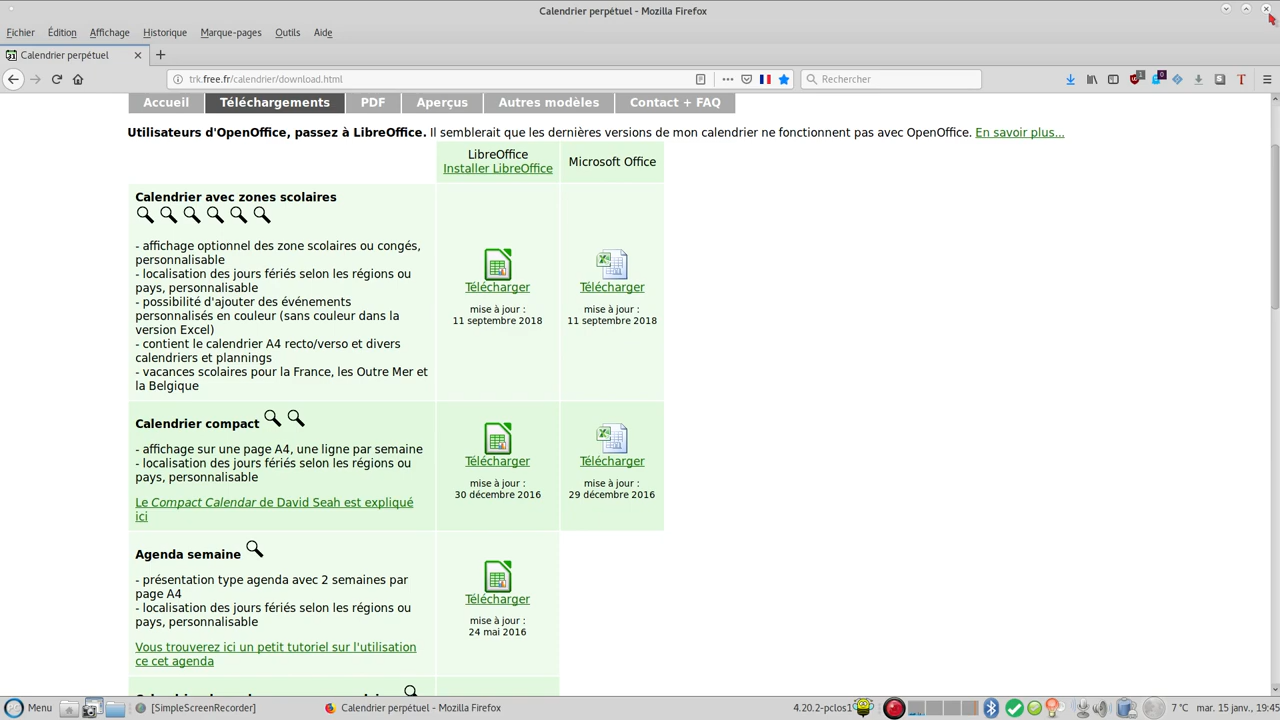 Calendrier perpétuel - Mozilla Firefox
Fichier Édition Affichage Historique Marque-pages Outils Aide
Calendrier perpétuel
trk.free.fr/calendrier/download.html
Rechercher
1
0
Accueil Téléchargements PDF Aperçus Autres modèles Contact + FAQ
Utilisateurs d'OpenOffice, passez à LibreOffice. Il semblerait que les dernières versions de mon calendrier ne fonctionnent pas avec OpenOffice. En savoir plus...
LibreOffice
Installer LibreOffice
Microsoft Office
Calendrier avec zones scolaires
- affichage optionnel des zone scolaires ou congés,
personnalisable
- localisation des jours fériés selon les régions ou
pays, personnalisable
- possibilité d'ajouter des événements
personnalisés en couleur (sans couleur dans la
version Excel)
- contient le calendrier A4 recto/verso et divers
calendriers et plannings
- vacances scolaires pour la France, les Outre Mer et
la Belgique
Télécharger
mise à jour :
11 septembre 2018
Télécharger
mise à jour :
11 septembre 2018
Calendrier compact
- affichage sur une page A4, une ligne par semaine
- localisation des jours fériés selon les régions ou
pays, personnalisable
Le Compact Calendar de David Seah est expliqué
ici
Télécharger
mise à jour :
30 décembre 2016
Télécharger
mise à jour :
29 décembre 2016
Agenda semaine
- présentation type agenda avec 2 semaines par
page A4
- localisation des jours fériés selon les régions ou
pays, personnalisable
Vous trouverez ici un petit tutoriel sur l'utilisation
ce cet agenda
Télécharger
mise à jour :
24 mai 2016
Menu [SimpleScreenRecorder] Calendrier perpétuel - Mozilla Firefox 4.20.2-pclos1 7 °C mar. 15 janv., 19:45